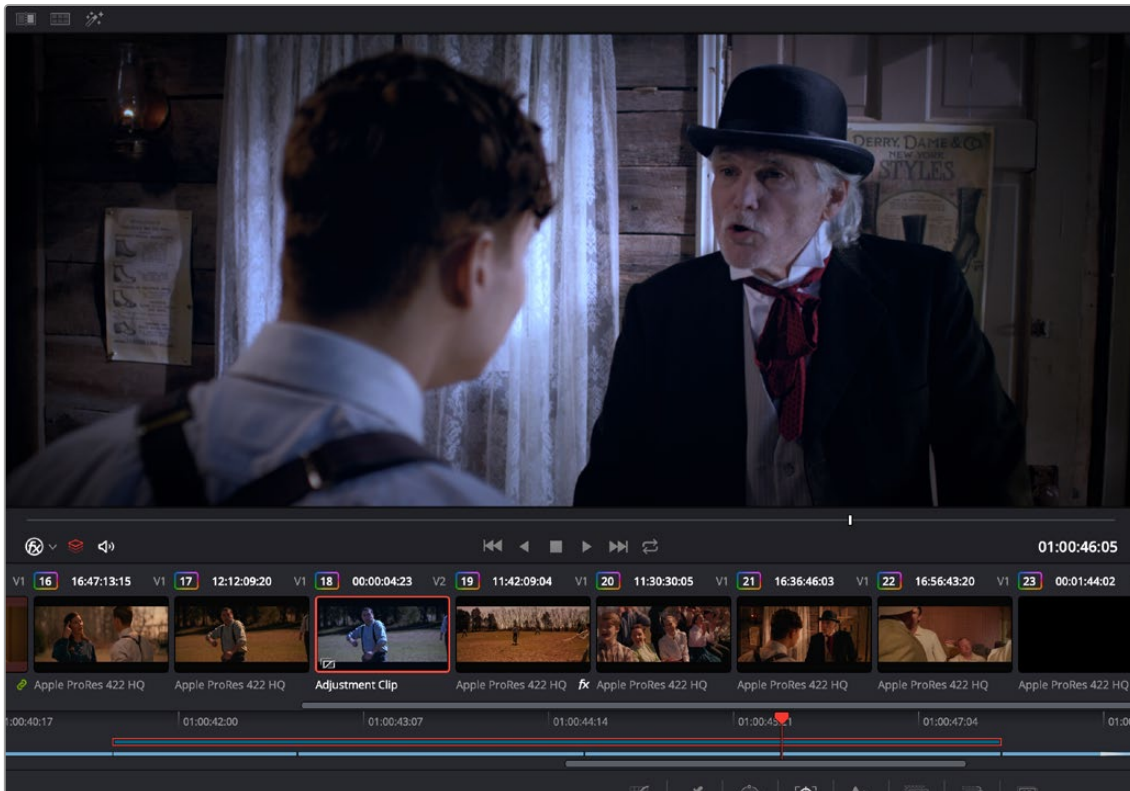 DERRY, DAME & CO
NEW YORK
STYLES
01:00:46:05
V1 16 16:47:13:15 V1 17 12:12:09:20 V1 18 00:00:04:23 V2 19 11:42:09:04 V1 20 11:30:30:05 V1 21 16:36:46:03 V1 22 16:56:43:20 V1 23 00:01:44:02
Apple ProRes 422 HQ Apple ProRes 422 HQ Adjustment Clip Apple ProRes 422 HQ fx Apple ProRes 422 HQ Apple ProRes 422 HQ Apple ProRes 422 HQ Apple ProRes 422 HQ
:00:40:17 01:00:42:00 01:00:43:07 01:00:44:14 01:00:47:04